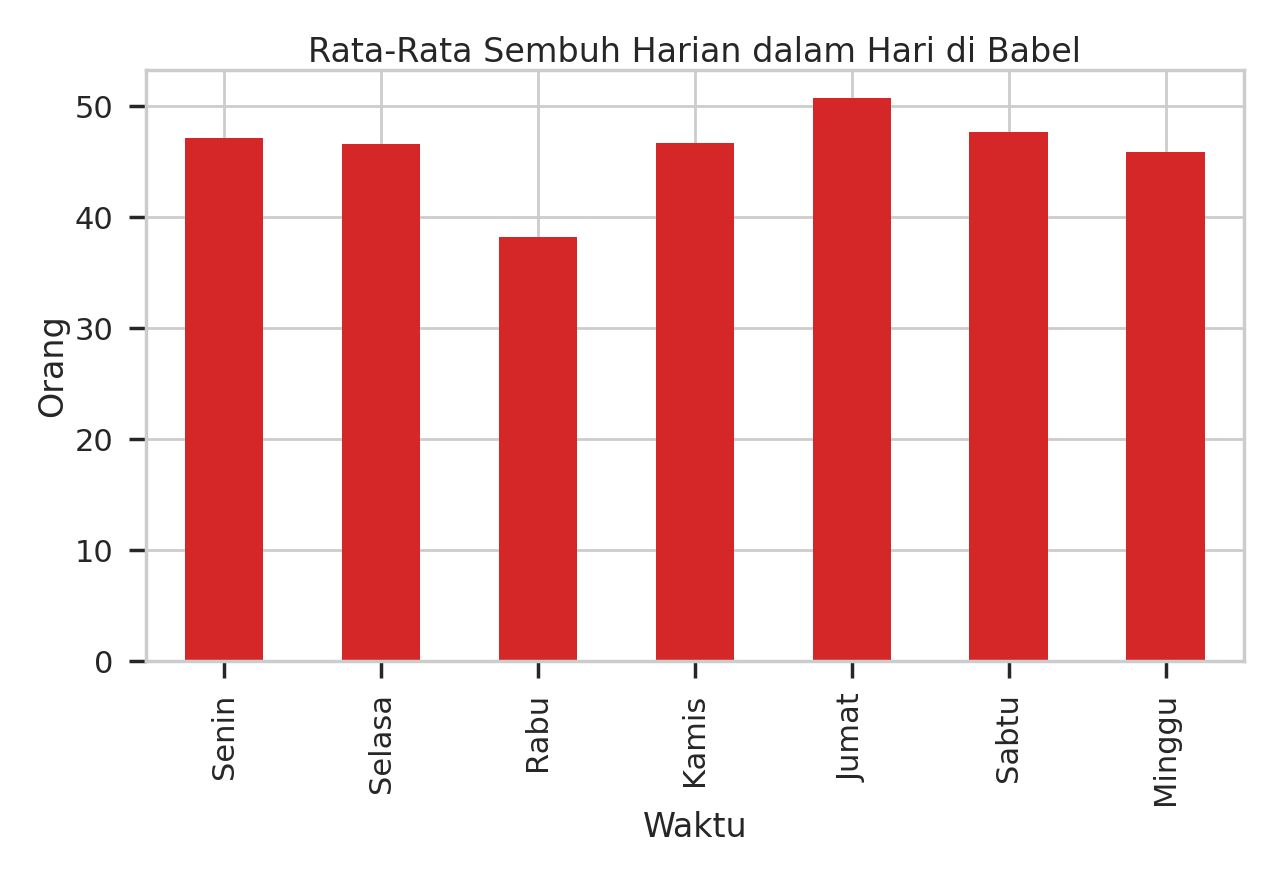 Rata-Rata Sembuh Harian dalam Hari di Babel
50
40
30
20
10
0
Orang
Senin
Selasa
Rabu
Kamis
Jumat
Sabtu
Minggu
Waktu